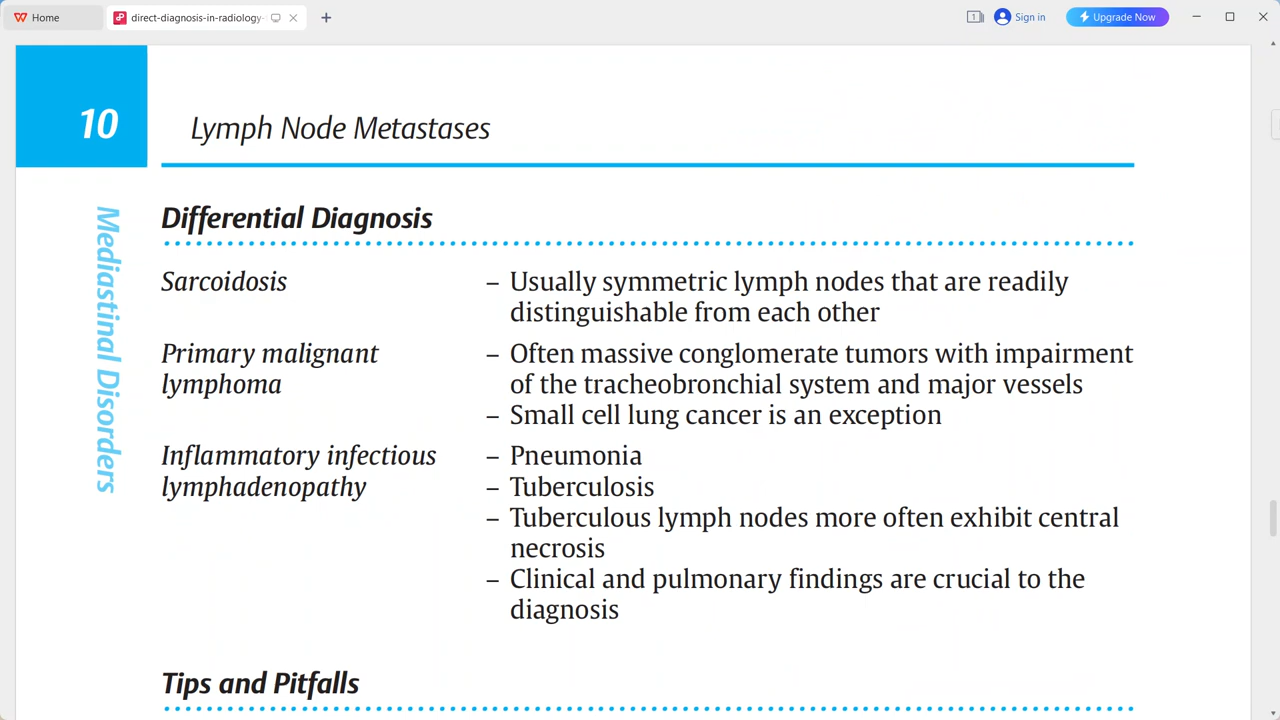 Home
direct-diagnosis-in-radiology-
1
Sign in
Upgrade Now
10
Lymph Node Metastases
Mediastinal Disorders
Differential Diagnosis
Sarcoidosis
– Usually symmetric lymph nodes that are readily
distinguishable from each other
Primary malignant
lymphoma
– Often massive conglomerate tumors with impairment
of the tracheobronchial system and major vessels
– Small cell lung cancer is an exception
Inflammatory infectious
lymphadenopathy
– Pneumonia
– Tuberculosis
– Tuberculous lymph nodes more often exhibit central
necrosis
– Clinical and pulmonary findings are crucial to the
diagnosis
Tips and Pitfalls